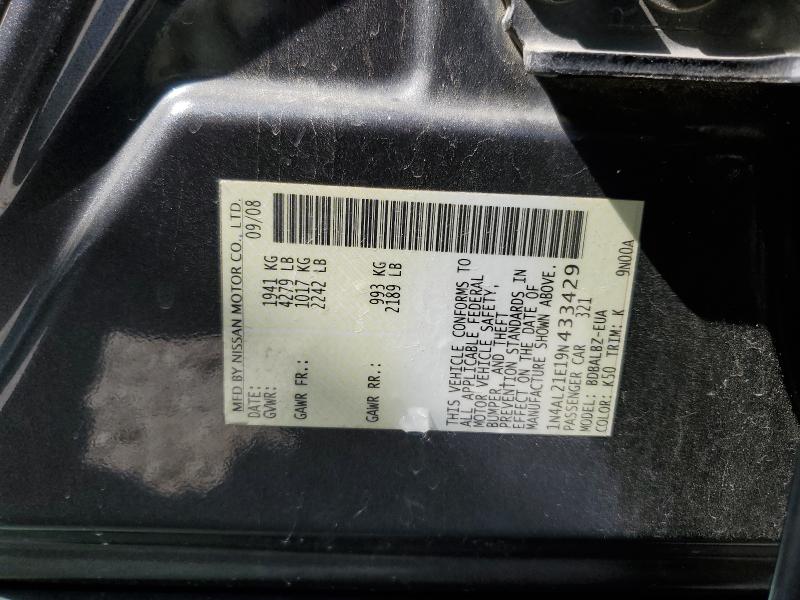 MFD BY NISSAN MOTOR CO., LTD.
DATE: 09/08
GVWR: 1941 KG
4279 LB
GAWR FR.: 1017 KG
2242 LB
GAWR RR.: 993 KG
2189 LB
THIS VEHICLE CONFORMS TO
ALL APPLICABLE FEDERAL
MOTOR VEHICLE SAFETY,
BUMPER, AND THEFT
PREVENTION STANDARDS IN
EFFECT ON THE DATE OF
MANUFACTURE SHOWN ABOVE.
1N4AL21E19N433429
PASSENGER CAR 321
MODEL: BDBALBZ-EUA
COLOR: K50 TRIM: K 9N00A